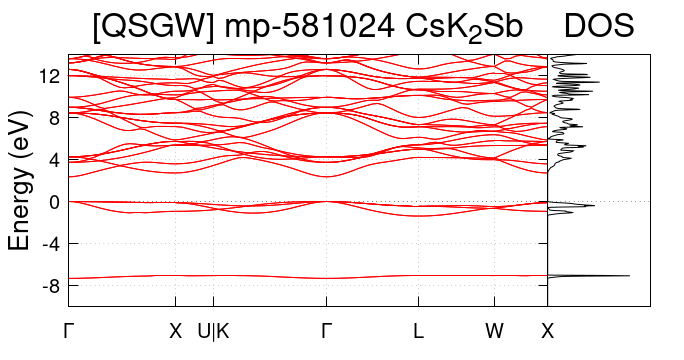 [QSGW] mp-581024 CsK₂Sb DOS
Energy (eV)
12
8
4
0
-4
-8
Γ X U|K Γ L W X